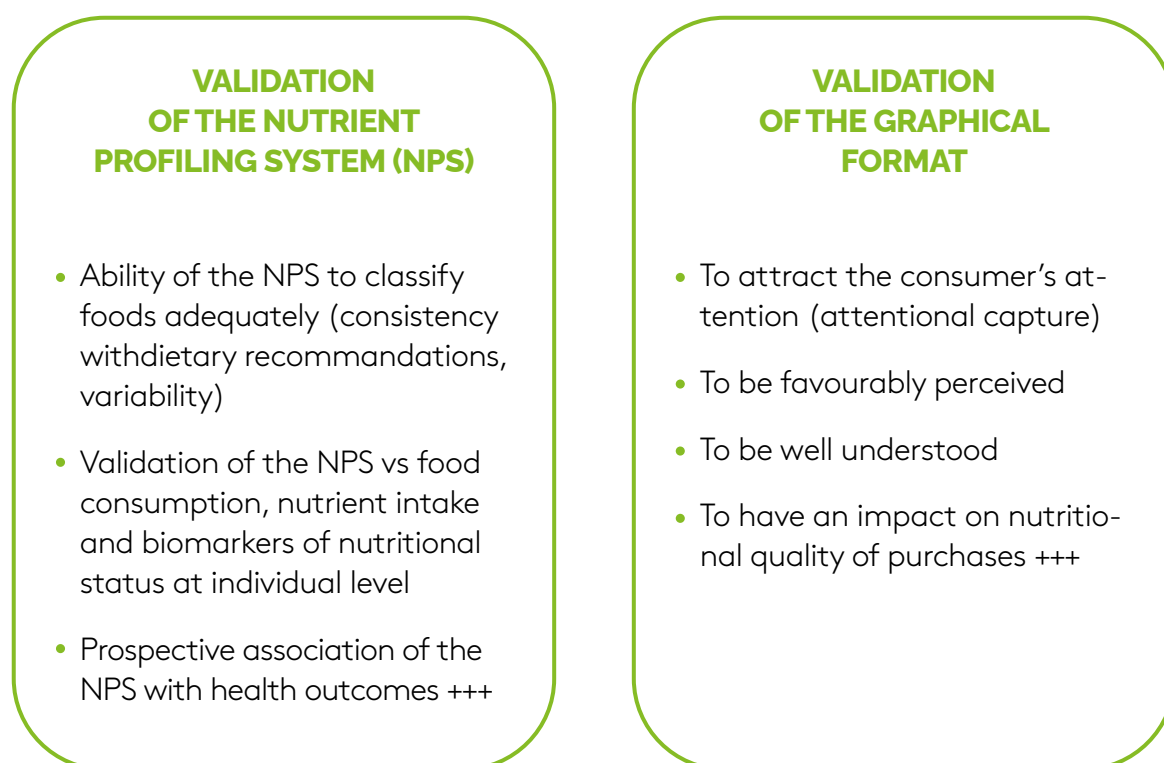 VALIDATION
OF THE NUTRIENT
PROFILING SYSTEM (NPS)
• Ability of the NPS to classify
foods adequately (consistency
withdietary recommandations,
variability)
• Validation of the NPS vs food
consumption, nutrient intake
and biomarkers of nutritional
status at individual level
• Prospective association of the
NPS with health outcomes +++
VALIDATION
OF THE GRAPHICAL
FORMAT
• To attract the consumer’s at-
tention (attentional capture)
• To be favourably perceived
• To be well understood
• To have an impact on nutritio-
nal quality of purchases +++